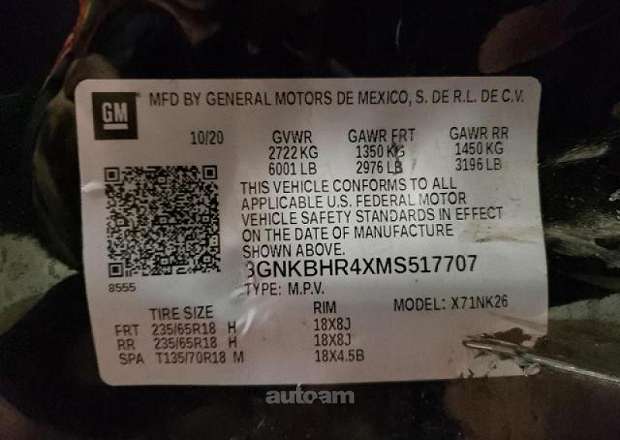 GM
MFD BY GENERAL MOTORS DE MEXICO, S. DE R.L. DE C.V.
10/20 GVWR GAWR FRT GAWR RR
2722 KG 1350 KG 1450 KG
6001 LB 2976 LB 3196 LB
THIS VEHICLE CONFORMS TO ALL
APPLICABLE U.S. FEDERAL MOTOR
VEHICLE SAFETY STANDARDS IN EFFECT
ON THE DATE OF MANUFACTURE
SHOWN ABOVE.
3GNKBHR4XMS517707
8555
TYPE: M.P.V.
TIRE SIZE RIM MODEL: X71NK26
FRT 235/65R18 H 18X8J
RR 235/65R18 H 18X8J
SPA T135/70R18 M 18X4.5B
autoam